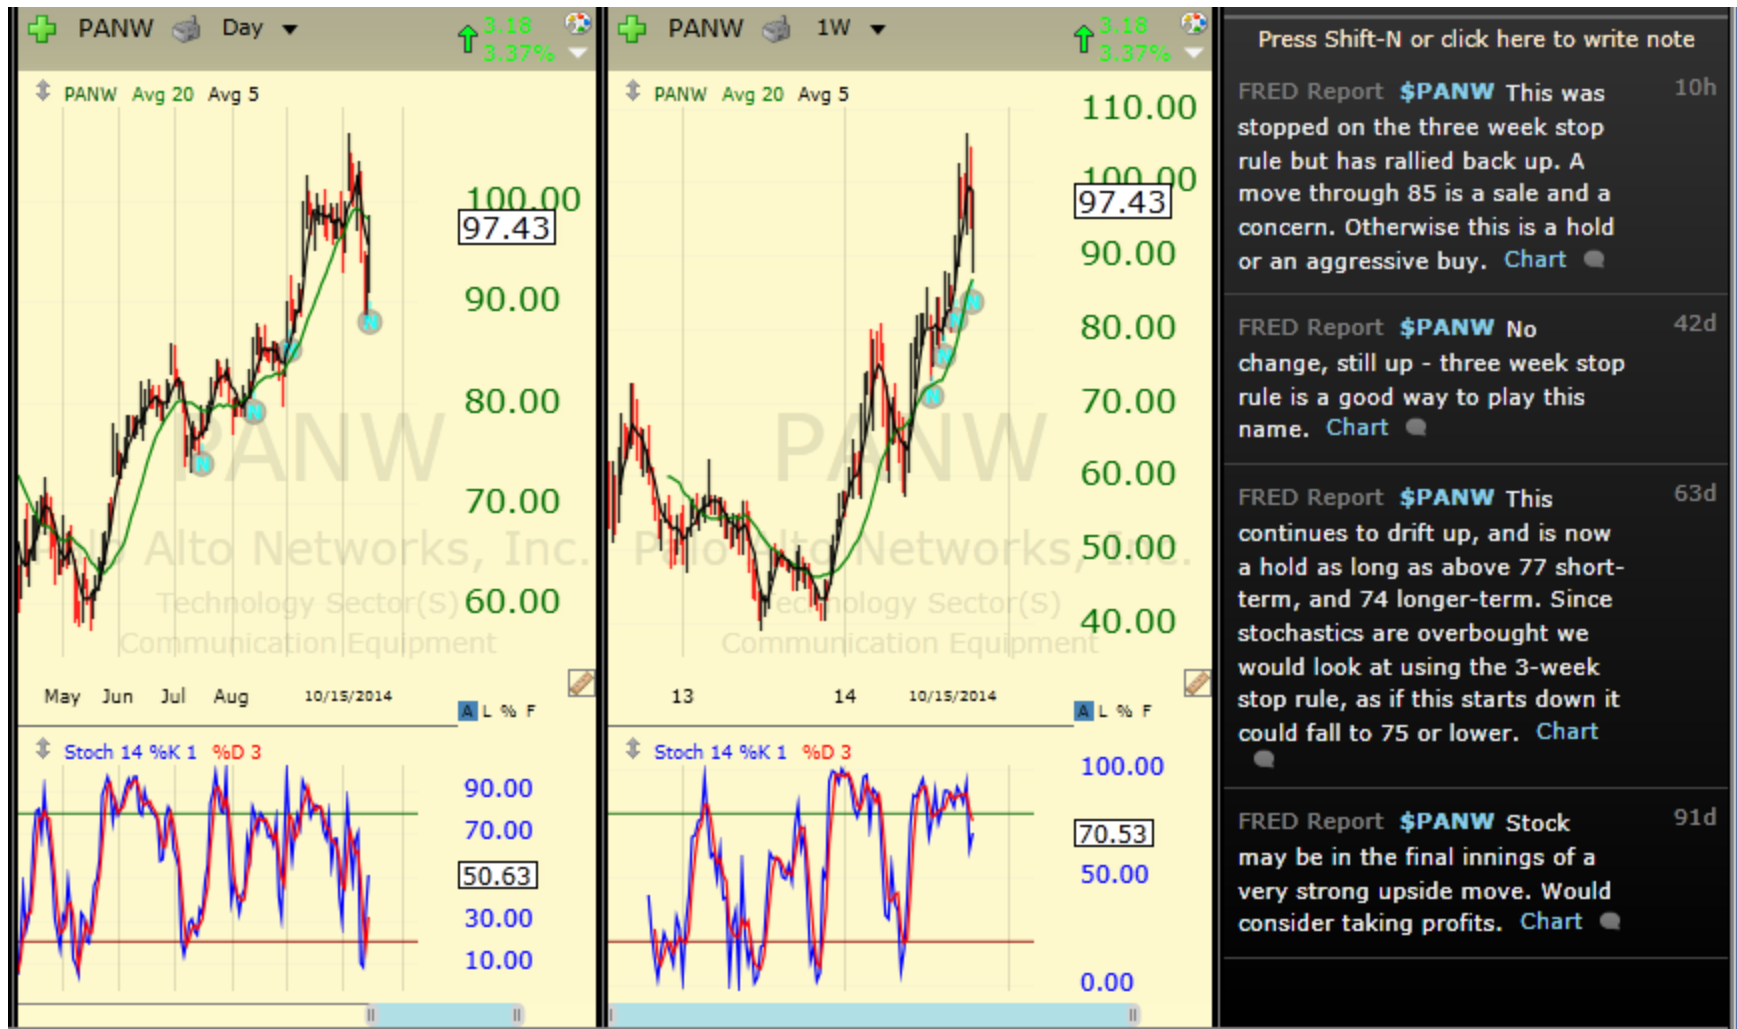 PANW Day 3.18
3.37%
PANW Avg 20 Avg 5
100.00
97.43
90.00
80.00
70.00
60.00
PANW
Palo Alto Networks, Inc.
Technology Sector(S)
Communication Equipment
N
N
N
N
May Jun Jul Aug 10/15/2014
A L % F
Stoch 14 %K 1 %D 3
90.00
70.00
50.63
30.00
10.00
PANW 1W 3.18
3.37%
PANW Avg 20 Avg 5
110.00
100.00
97.43
90.00
80.00
70.00
60.00
50.00
40.00
PANW
Palo Alto Networks, Inc.
Technology Sector(S)
Communication Equipment
N
N
N
N
13 14 10/15/2014
A L % F
Stoch 14 %K 1 %D 3
100.00
70.53
50.00
0.00
Press Shift-N or click here to write note
FRED Report $PANW This was 10h
stopped on the three week stop
rule but has rallied back up. A
move through 85 is a sale and a
concern. Otherwise this is a hold
or an aggressive buy. Chart
FRED Report $PANW No 42d
change, still up - three week stop
rule is a good way to play this
name. Chart
FRED Report $PANW This 63d
continues to drift up, and is now
a hold as long as above 77 short-
term, and 74 longer-term. Since
stochastics are overbought we
would look at using the 3-week
stop rule, as if this starts down it
could fall to 75 or lower. Chart
FRED Report $PANW Stock 91d
may be in the final innings of a
very strong upside move. Would
consider taking profits. Chart